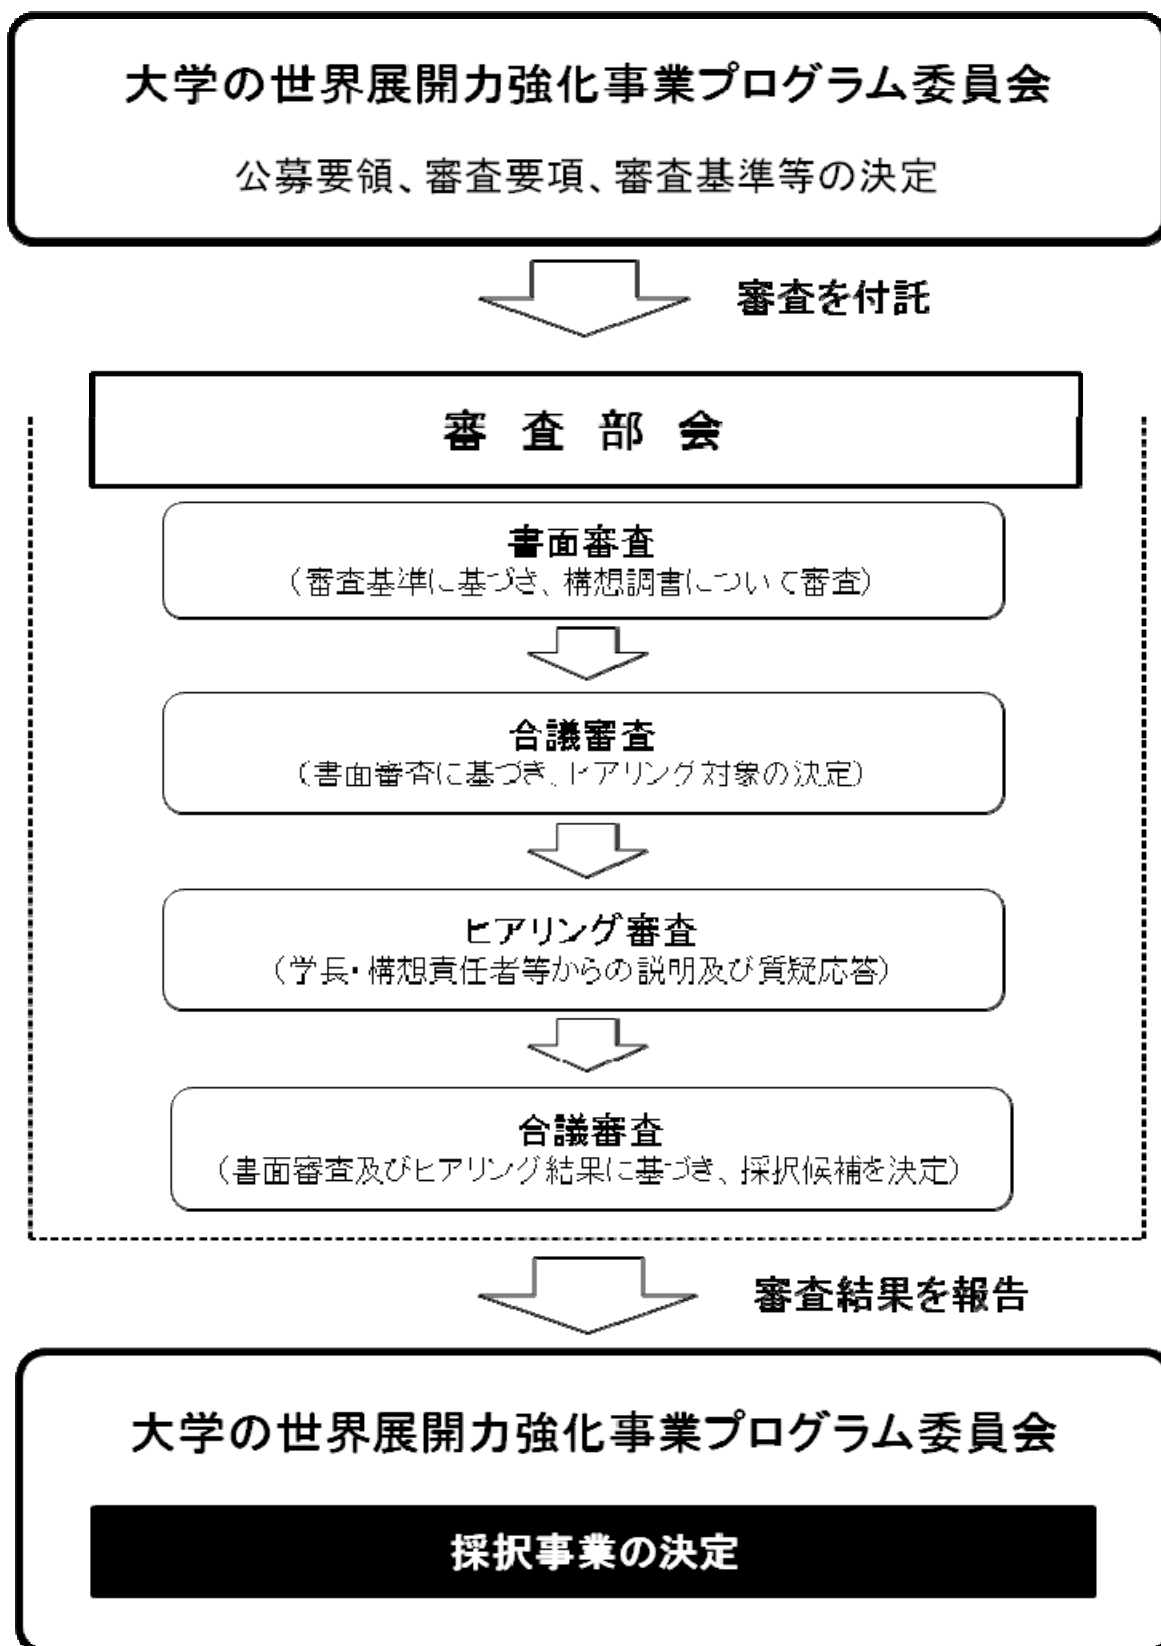 大学の世界展開力強化事業プログラム委員会
公募要領、審査要項、審査基準等の決定
審査を付託
審査部会
書面審査
（審査基準に基づき、構想調書について審査）
合議審査
（書面審査に基づき、ヒアリング対象の決定）
ヒアリング審査
（学長・構想責任者等からの説明及び質疑応答）
合議審査
（書面審査及びヒアリング結果に基づき、採択候補を決定）
審査結果を報告
大学の世界展開力強化事業プログラム委員会
採択事業の決定